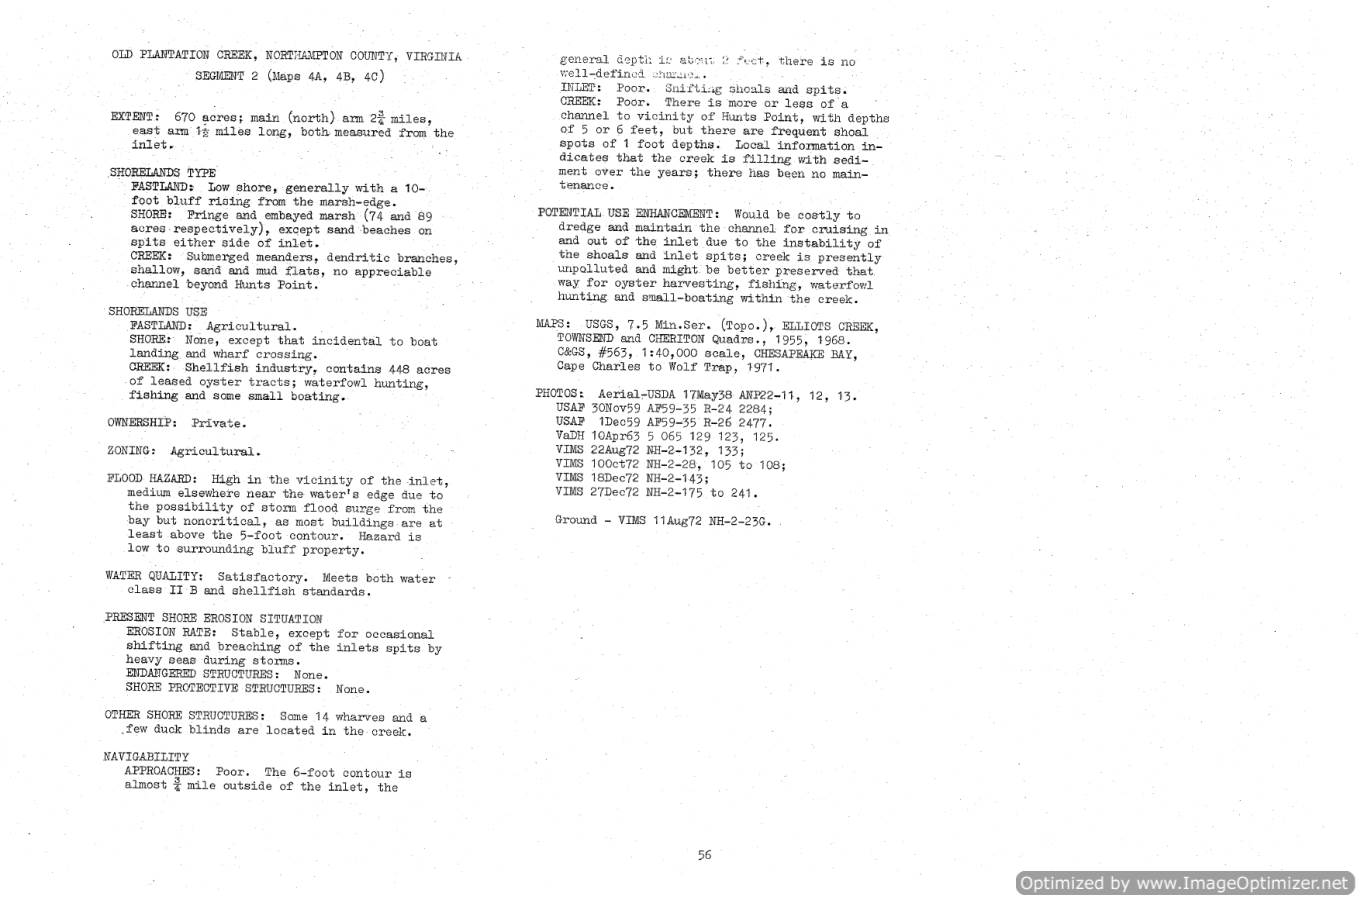 OLD PLANTATION CREEK, NORTHAMPTON COUNTY, VIRGINIA
SEGMENT 2 (Maps 4A, 4B, 4C)
EXTENT: 670 acres; main (north) arm 2¾ miles,
east arm 1½ miles long, both measured from the
inlet.
SHORELANDS TYPE
FASTLAND: Low shore, generally with a 10-
foot bluff rising from the marsh-edge.
SHORE: Fringe and embayed marsh (74 and 89
acres respectively), except sand beaches on
spits either side of inlet.
CREEK: Submerged meanders, dendritic branches,
shallow, sand and mud flats, no appreciable
channel beyond Hunts Point.
SHORELANDS USE
FASTLAND: Agricultural.
SHORE: None, except that incidental to boat
landing and wharf crossing.
CREEK: Shellfish industry, contains 448 acres
of leased oyster tracts; waterfowl hunting,
fishing and some small boating.
OWNERSHIP: Private.
ZONING: Agricultural.
FLOOD HAZARD: High in the vicinity of the inlet,
medium elsewhere near the water's edge due to
the possibility of storm flood surge from the
bay but noncritical, as most buildings are at
least above the 5-foot contour. Hazard is
low to surrounding bluff property.
WATER QUALITY: Satisfactory. Meets both water
class II B and shellfish standards.
PRESENT SHORE EROSION SITUATION
EROSION RATE: Stable, except for occasional
shifting and breaching of the inlets spits by
heavy seas during storms.
ENDANGERED STRUCTURES: None.
SHORE PROTECTIVE STRUCTURES: None.
OTHER SHORE STRUCTURES: Some 14 wharves and a
few duck blinds are located in the creek.
NAVIGABILITY
APPROACHES: Poor. The 6-foot contour is
almost ¾ mile outside of the inlet, the
general depth is about 2 feet, there is no
well-defined channel.
INLET: Poor. Shifting shoals and spits.
CREEK: Poor. There is more or less of a
channel to vicinity of Hunts Point, with depths
of 5 or 6 feet, but there are frequent shoal
spots of 1 foot depths. Local information in-
dicates that the creek is filling with sedi-
ment over the years; there has been no main-
tenance.
POTENTIAL USE ENHANCEMENT: Would be costly to
dredge and maintain the channel for cruising in
and out of the inlet due to the instability of
the shoals and inlet spits; creek is presently
unpolluted and might be better preserved that
way for oyster harvesting, fishing, waterfowl
hunting and small-boating within the creek.
MAPS: USGS, 7.5 Min.Ser. (Topo.), ELLIOTS CREEK,
TOWNSEND and CHERITON Quadrs., 1955, 1968.
C&GS, #563, 1:40,000 scale, CHESAPEAKE BAY,
Cape Charles to Wolf Trap, 1971.
PHOTOS: Aerial-USDA 17May38 ANP22-11, 12, 13.
USAF 30Nov59 AF59-35 R-24 2284;
USAF 1Dec59 AF59-35 R-26 2477.
VaDH 10Apr63 5 065 129 123, 125.
VIMS 22Aug72 NH-2-132, 133;
VIMS 10Oct72 NH-2-28, 105 to 108;
VIMS 18Dec72 NH-2-143;
VIMS 27Dec72 NH-2-175 to 241.
Ground - VIMS 11Aug72 NH-2-23G.
56
Optimized by www.ImageOptimizer.net